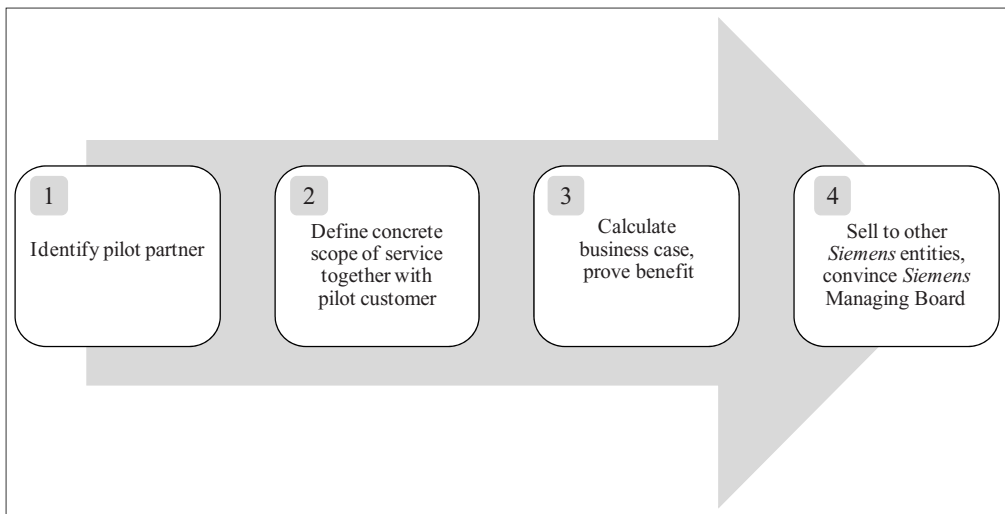 1
Identify pilot partner
2
Define concrete
scope of service
together with
pilot customer
3
Calculate
business case,
prove benefit
4
Sell to other
Siemens entities,
convince Siemens
Managing Board